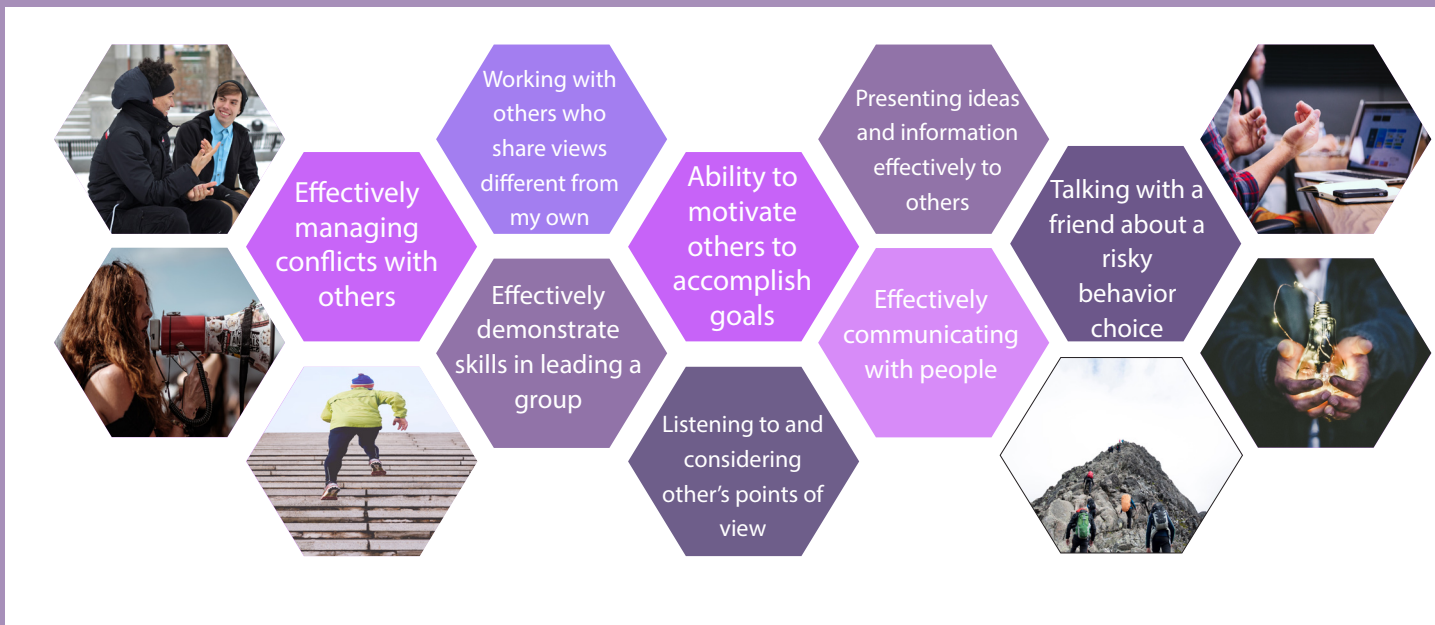 Effectively
managing
conflicts with
others
Working with
others who
share views
different from
my own
Effectively
demonstrate
skills in leading a
group
Ability to
motivate
others to
accomplish
goals
Listening to and
considering
other’s points of
view
Presenting ideas
and information
effectively to
others
Effectively
communicating
with people
Talking with a
friend about a
risky
behavior
choice